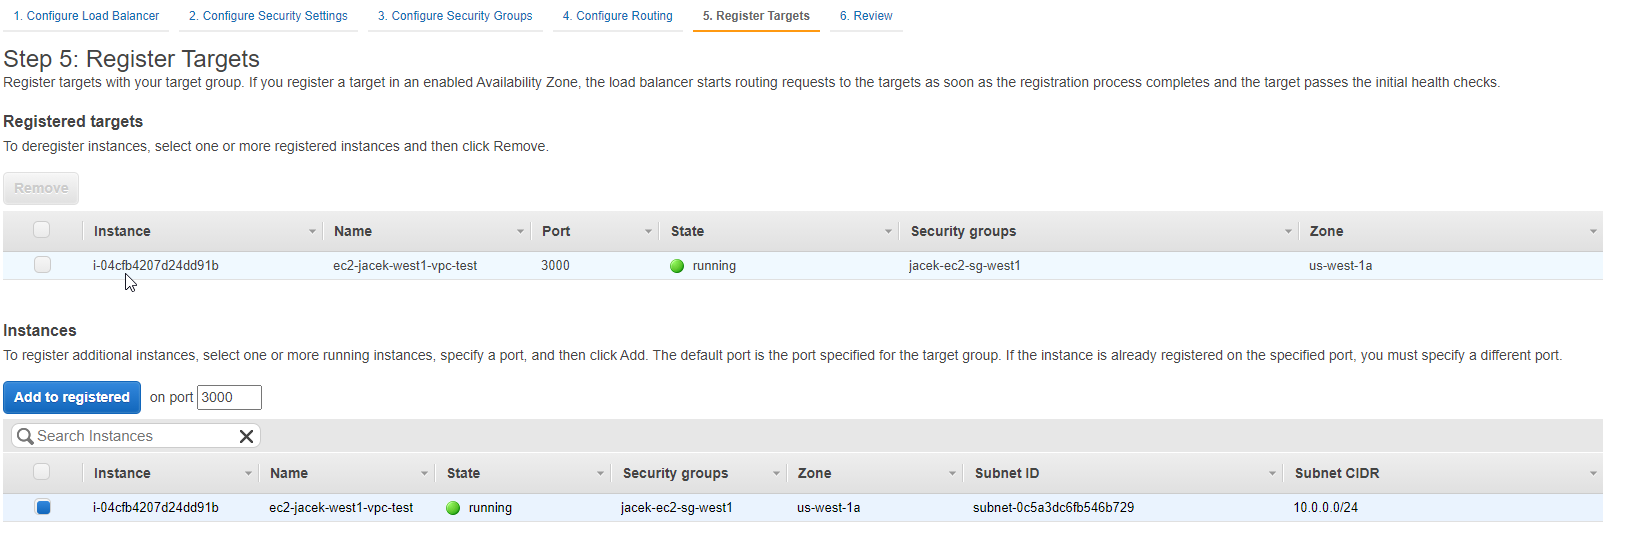 1. Configure Load Balancer 2. Configure Security Settings 3. Configure Security Groups 4. Configure Routing 5. Register Targets 6. Review
Step 5: Register Targets
Register targets with your target group. If you register a target in an enabled Availability Zone, the load balancer starts routing requests to the targets as soon as the registration process completes and the target passes the initial health checks.
Registered targets
To deregister instances, select one or more registered instances and then click Remove.
Remove
Instance Name Port State Security groups Zone
i-04cfb4207d24dd91b ec2-jacek-west1-vpc-test 3000 running jacek-ec2-sg-west1 us-west-1a
Instances
To register additional instances, select one or more running instances, specify a port, and then click Add. The default port is the port specified for the target group. If the instance is already registered on the specified port, you must specify a different port.
Add to registered on port 3000
Search Instances
Instance Name State Security groups Zone Subnet ID Subnet CIDR
i-04cfb4207d24dd91b ec2-jacek-west1-vpc-test running jacek-ec2-sg-west1 us-west-1a subnet-0c5a3dc6fb546b729 10.0.0.0/24